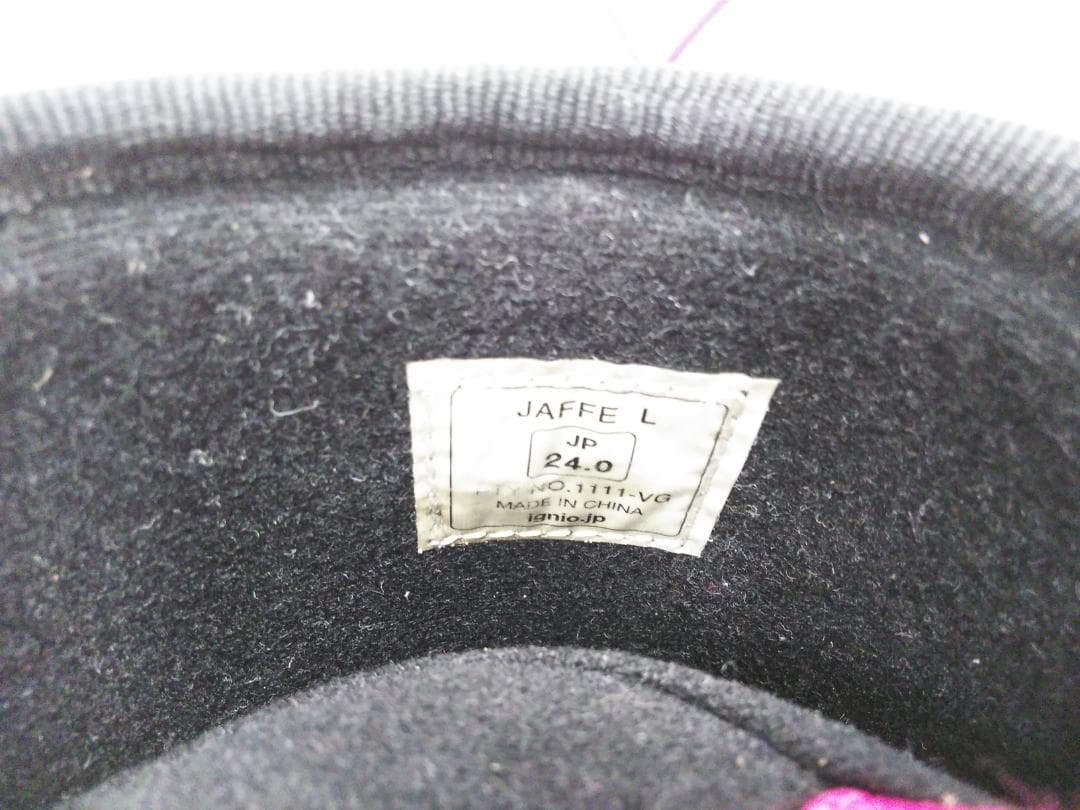 JAFFE L
JP
24.0
NO.1111-VG
MADE IN CHINA
ignio.jp